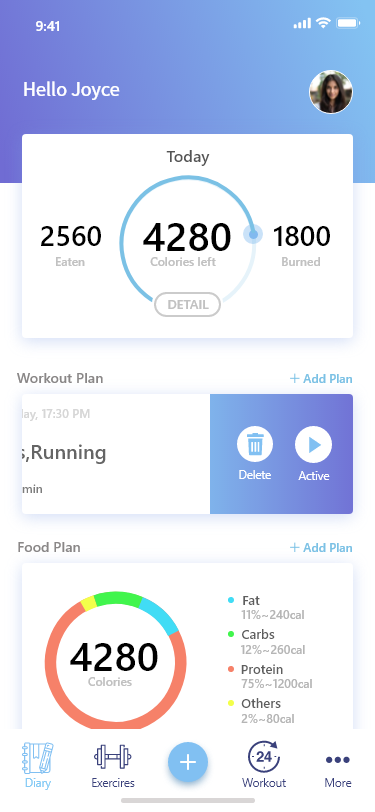 9:41
Hello Joyce
Today
2560
Eaten
4280
Colories left
1800
Burned
DETAIL
Workout Plan
+ Add Plan
17:30 PM
Running
min
Delete
Active
Food Plan
+ Add Plan
4280
Colories
Fat
11%~240cal
Carbs
12%~260cal
Protein
75%~1200cal
Others
2%~80cal
Diary
Exercires
+
24
Workout
More